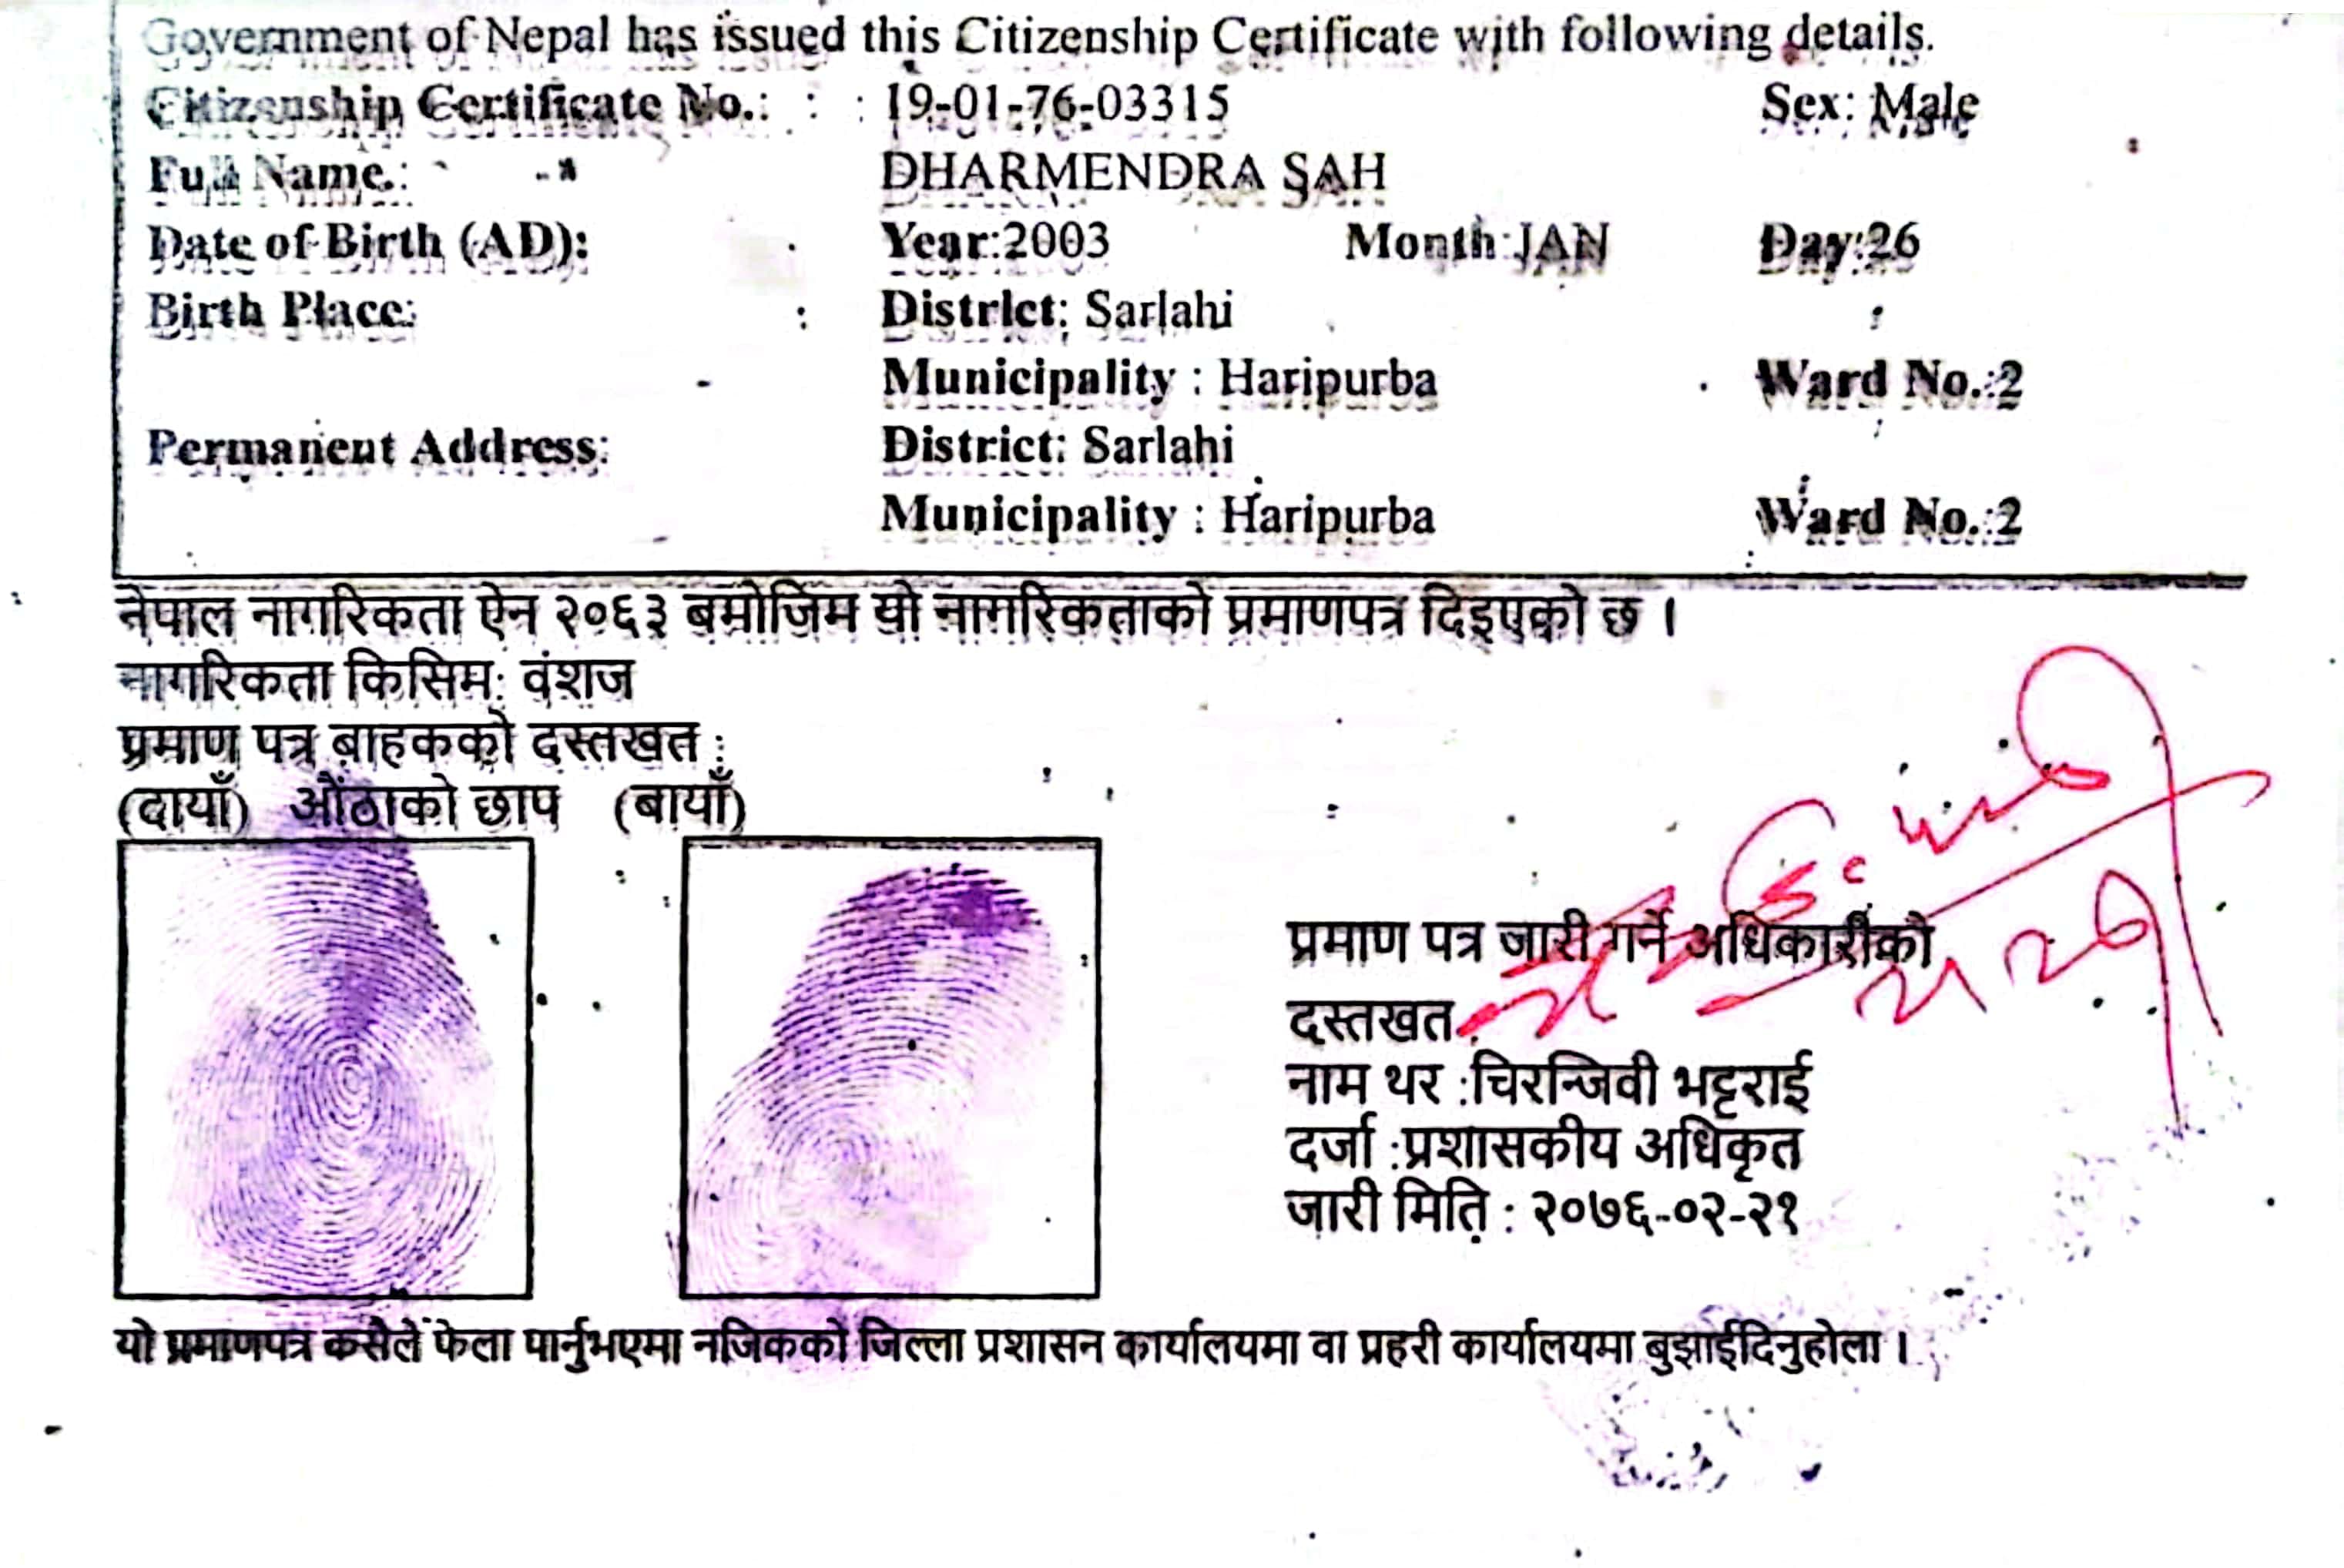 Government of Nepal has issued this Citizenship Certificate with following details.
Citizenship Certificate No.: : : 19-01-76-03315 Sex: Male
Full Name.: DHARMENDRA SAH
Date of Birth (AD): Year:2003 Month:JAN Day:26
Birth Place: : District: Sarlahi
Municipality : Haripurba Ward No.:2
Permanent Address: District: Sarlahi
Municipality : Haripurba Ward No.:2
नेपाल नागरिकता ऐन २०६३ बमोजिम यो नागरिकताको प्रमाणपत्र दिइएको छ ।
नागरिकता किसिम: वंशज
प्रमाण पत्र बाहकको दस्तखत :
(दायाँ) औंठाको छाप (बायाँ)
प्रमाण पत्र जारी गर्ने अधिकारीको
दस्तखत
नाम थर :चिरन्जिवी भट्टराई
दर्जा :प्रशासकीय अधिकृत
जारी मिति : २०७६-०२-२१
यो प्रमाणपत्र कसैले फेला पार्नुभएमा नजिकको जिल्ला प्रशासन कार्यालयमा वा प्रहरी कार्यालयमा बुझाईदिनुहोला ।